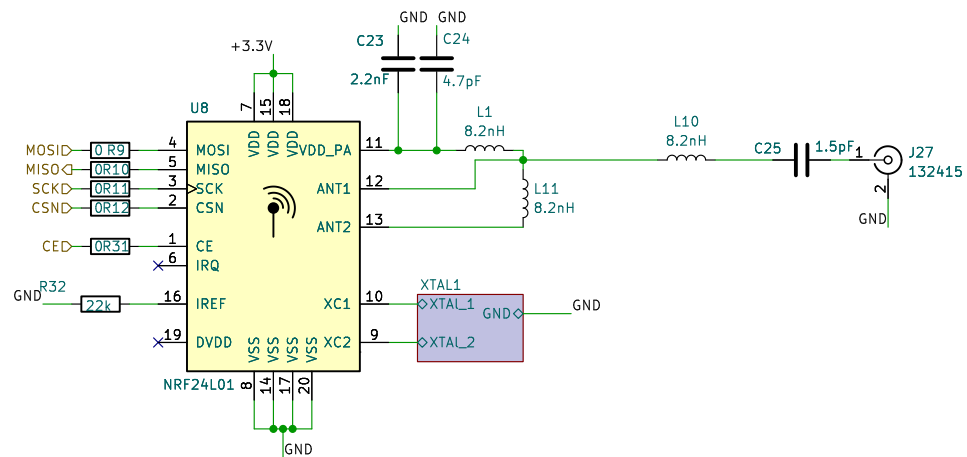 GND GND
C23 C24
+3.3V
2.2nF 4.7pF
U8
7 15 18
VDD VDD VDD
L1
8.2nH
L10
8.2nH
C25 1.5pF
J27
132415
1
2
GND
MOSI 0 R9 4 MOSI
MISO 0R10 5 MISO
SCK 0R11 3 SCK
CSN 0R12 2 CSN
CE 0R31 1 CE
6 IRQ
R32
GND 22k 16 IREF
19 DVDD
VDD_PA 11
ANT1 12
ANT2 13
L11
8.2nH
XC1 10
XC2 9
XTAL1
XTAL_1
XTAL_2
GND
GND
VSS VSS VSS VSS
NRF24L01
8 14 17 20
GND